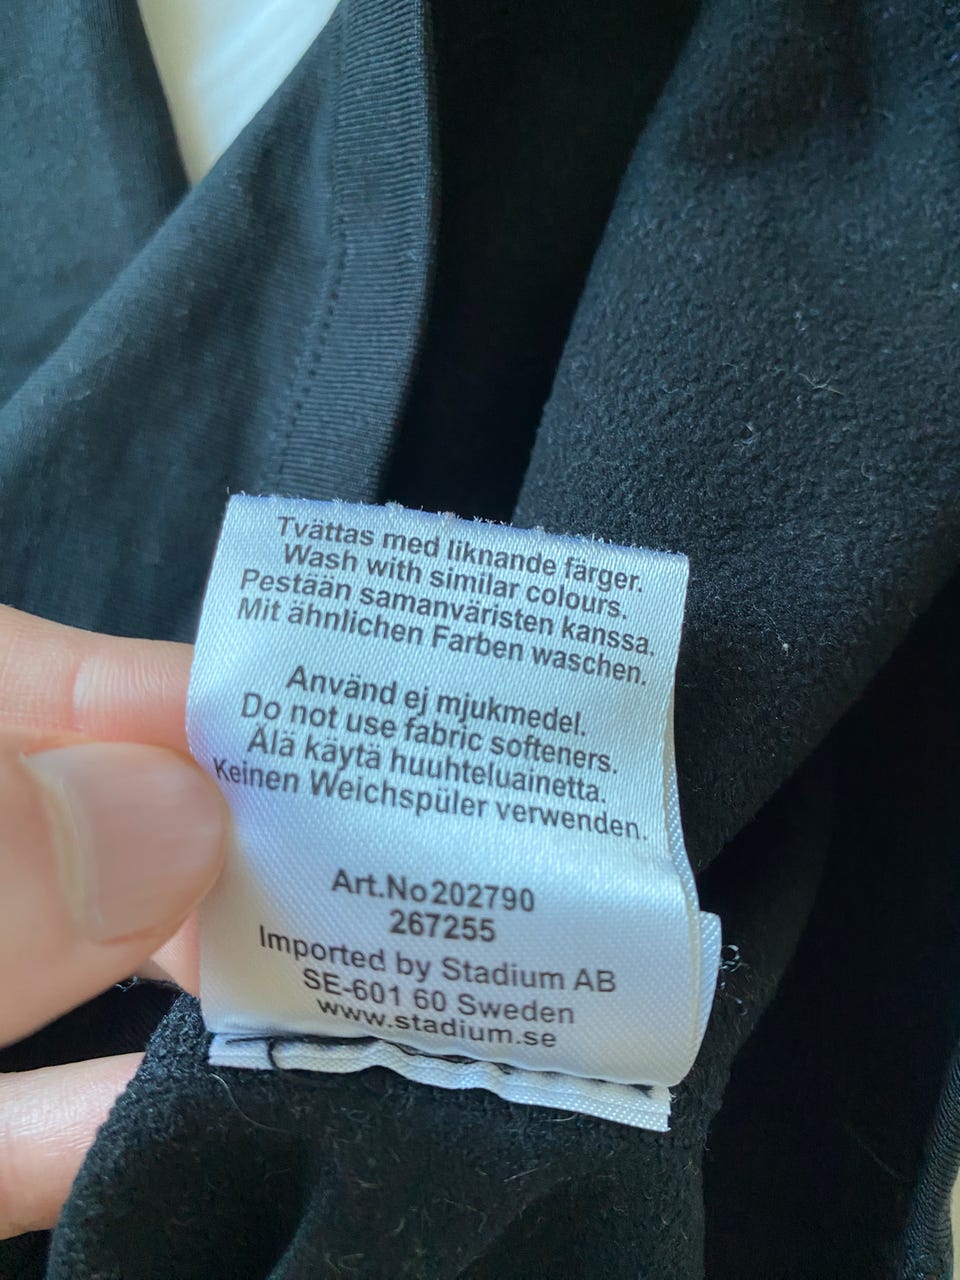 Tvättas med liknande färger.
Wash with similar colours.
Pestään samanväristen kanssa.
Mit ähnlichen Farben waschen.
Använd ej mjukmedel.
Do not use fabric softeners.
Älä käytä huuhteluainetta.
Keinen Weichspüler verwenden.
Art.No202790
267255
Imported by Stadium AB
SE-601 60 Sweden
www.stadium.se